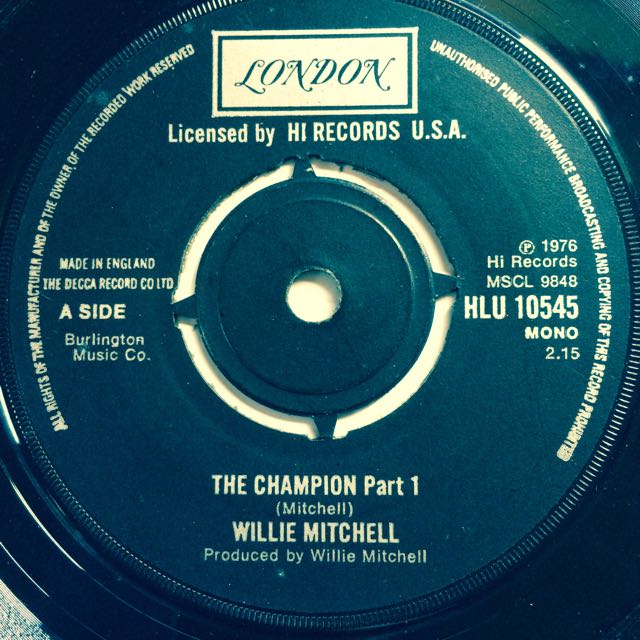 LONDON
Licensed by HI RECORDS U.S.A.
ALL RIGHTS OF THE MANUFACTURER AND OF THE OWNER OF THE RECORDED WORK RESERVED
UNAUTHORISED PUBLIC PERFORMANCE BROADCASTING AND COPYING OF THIS RECORD PROHIBITED
MADE IN ENGLAND
THE DECCA RECORD CO LTD
A SIDE
Burlington
Music Co.
℗ 1976
Hi Records
MSCL 9848
HLU 10545
MONO
2.15
THE CHAMPION Part 1
(Mitchell)
WILLIE MITCHELL
Produced by Willie Mitchell